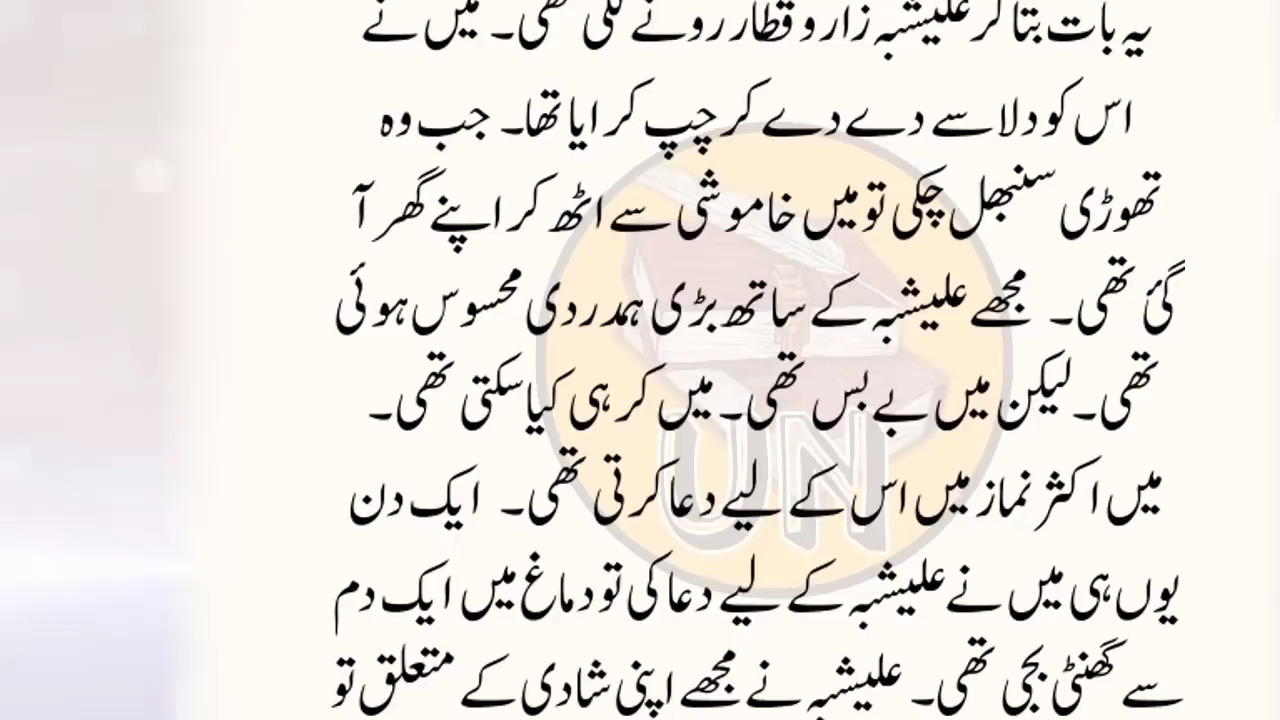 یہ بات بتا کر علیشبہ زار و قطار رونے لگی تھی۔ میں نے
اس کو دلاسے دے دے کر چپ کرایا تھا۔ جب وہ
تھوڑی سنبھل چکی تو میں خاموشی سے اٹھ کر اپنے گھر آ
گئ تھی۔ مجھے علیشبہ کے ساتھ بڑی ہمدردی محسوس ہوئی
تھی۔ لیکن میں بے بس تھی۔ میں کر ہی کیا سکتی تھی۔
میں اکثر نماز میں اس کے لیے دعا کرتی تھی۔ ایک دن
یوں ہی میں نے علیشبہ کے لیے دعا کی تو دماغ میں ایک دم
سے گھنٹی بجی تھی۔ علیشبہ نے مجھے اپنی شادی کے متعلق تو
UN